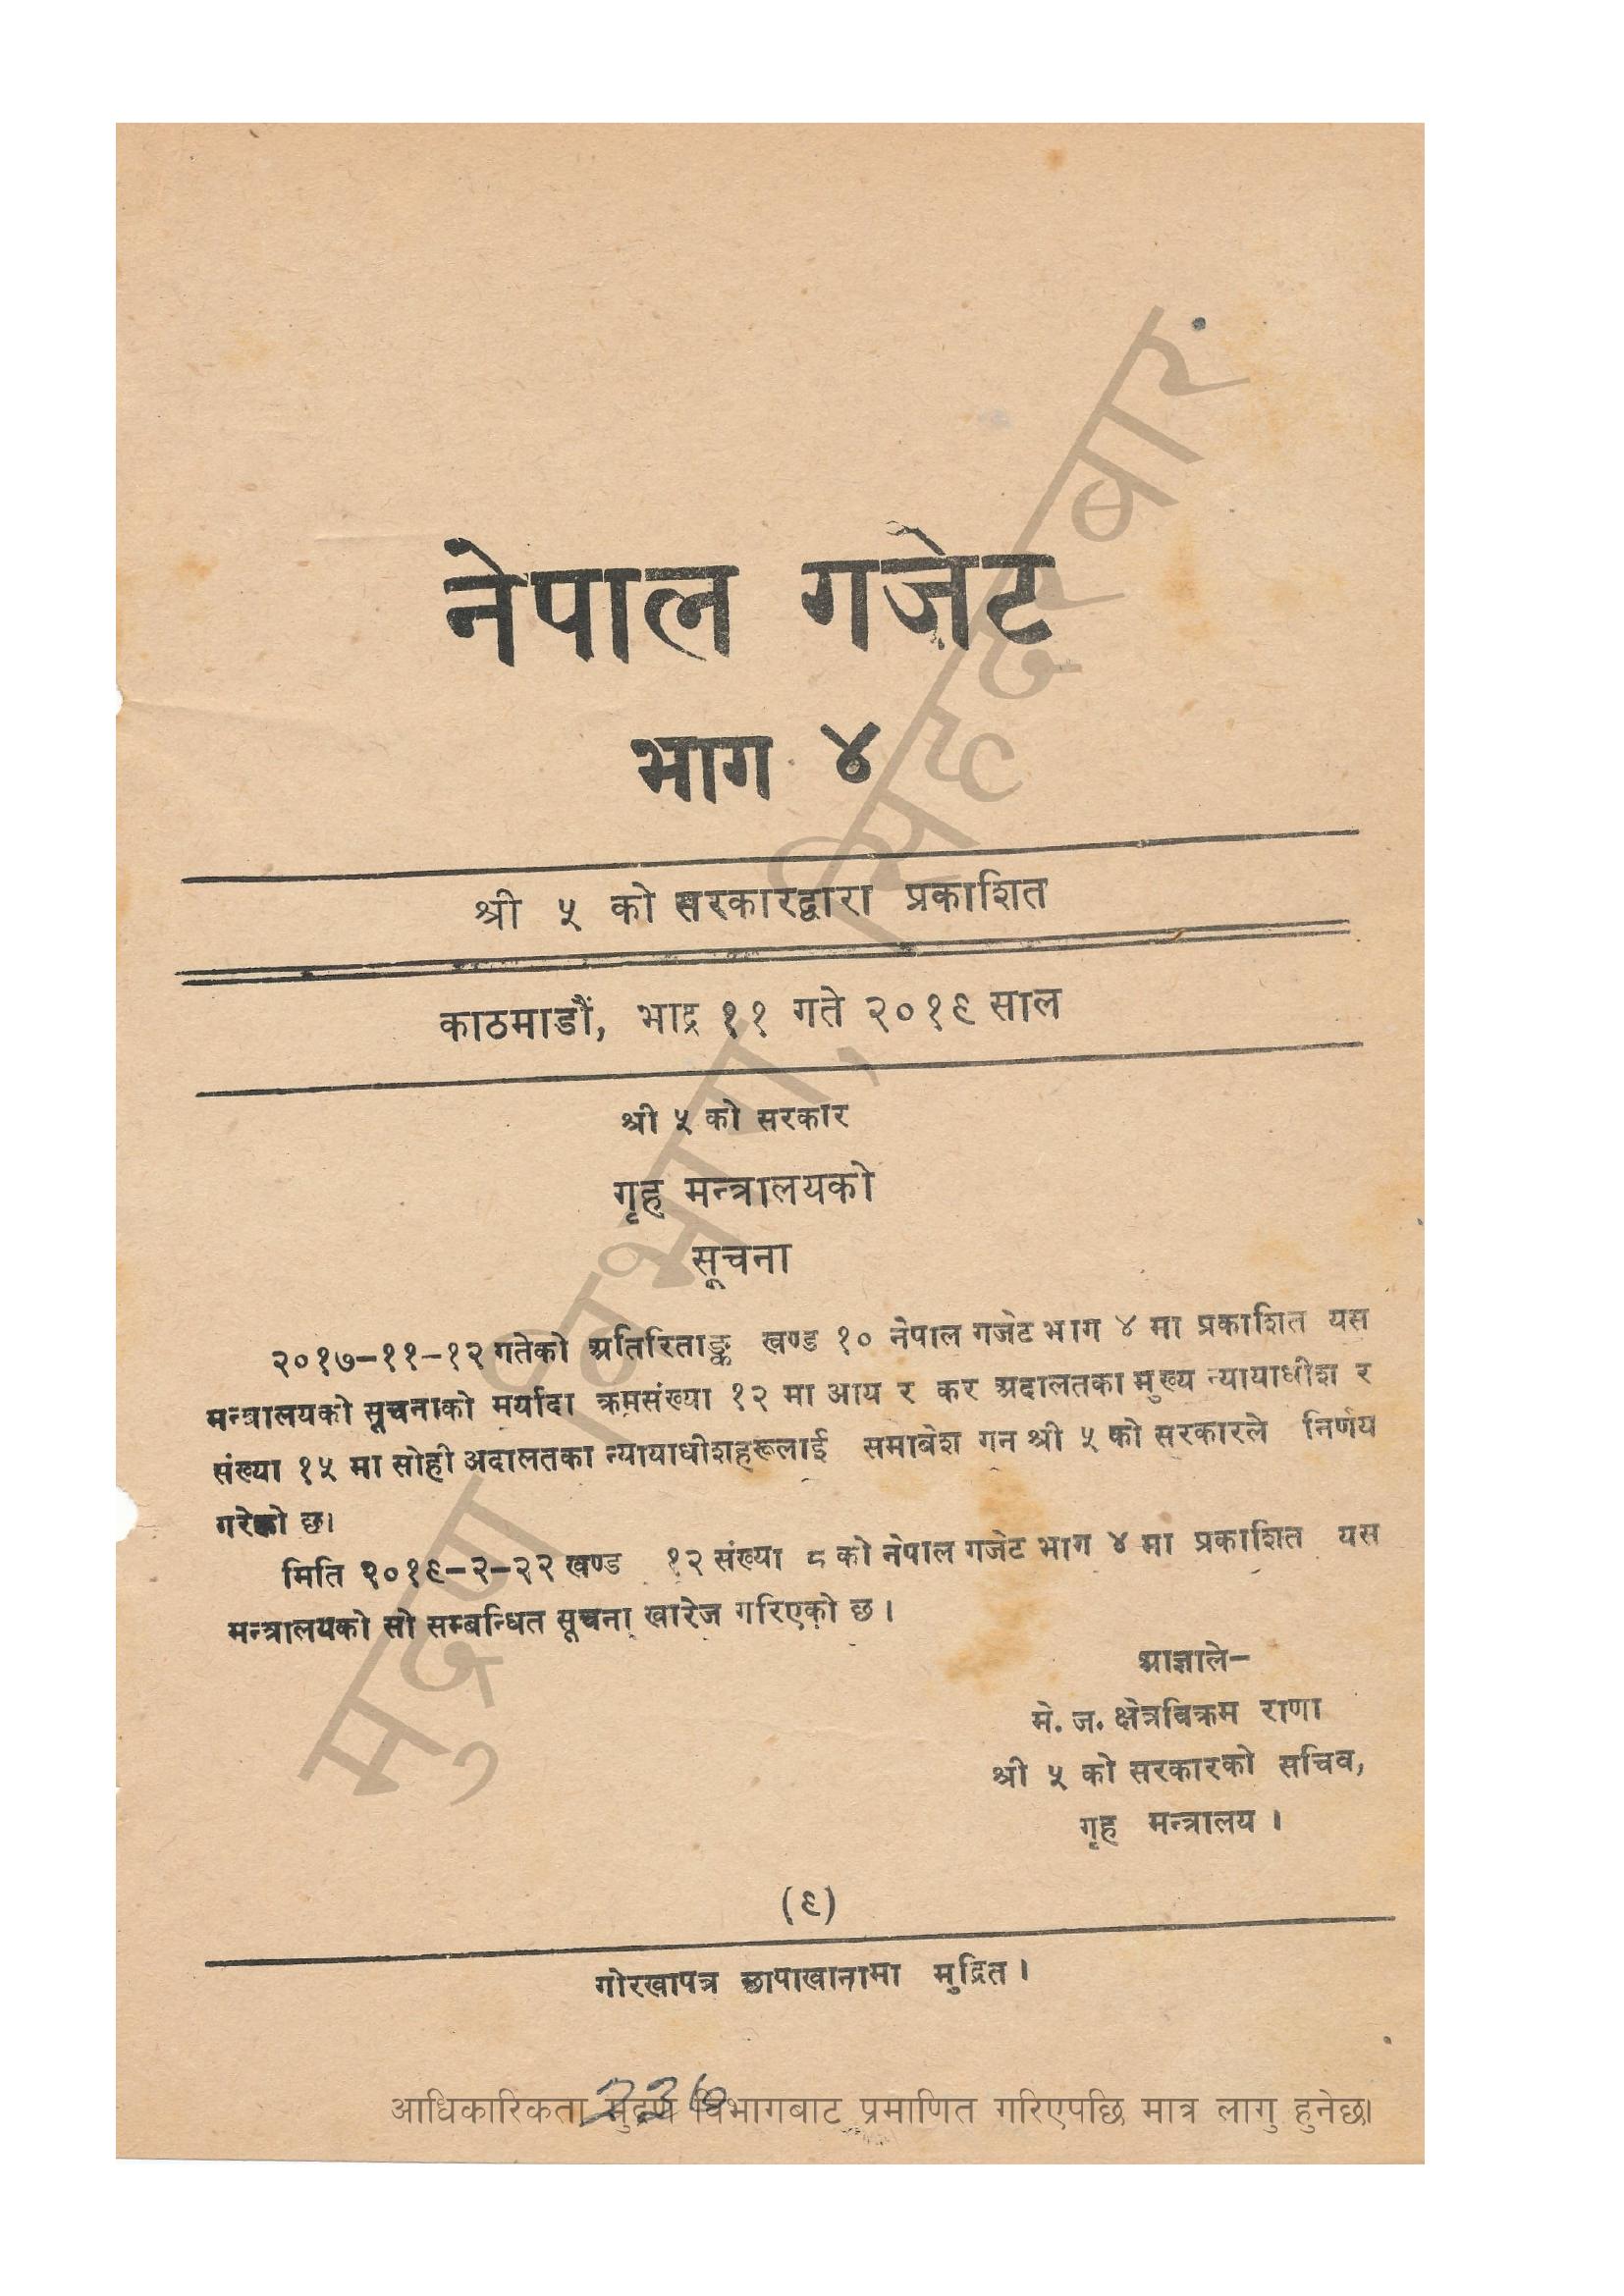 नेपाल गजेट
भाग ४
श्री ५ को सरकारद्वारा प्रकाशित
काठमाडौं, भाद्र ११ गते २०१९ साल
श्री ५ को सरकार
गृह मन्त्रालयको
सूचना
२०१७-११-१२ गतेको अतिरिताङ्क खण्ड १० नेपाल गजेट भाग ४ मा प्रकाशित यस
मन्त्रालयको सूचनाको मर्यादा क्रमसंख्या १२ मा आय र कर अदालतका मुख्य न्यायाधीश र
संख्या १५ मा सोही अदालतका न्यायाधीशहरूलाई समाबेश गन श्री ५ को सरकारले निर्णय
गरेको छ।
मिति २०१९-२-२२ खण्ड १२ संख्या ८ को नेपाल गजेट भाग ४ मा प्रकाशित यस
मन्त्रालयको सो सम्बन्धित सूचना खारेज गरिएको छ ।
आज्ञाले-
मे. ज. क्षेत्रविक्रम राणा
श्री ५ को सरकारको सचिव,
गृह मन्त्रालय ।
(९)
गोरखापत्र छापाखानामा मुद्रित ।
आधिकारिकता मुद्रण विभागबाट प्रमाणित गरिएपछि मात्र लागु हुनेछ।
मुद्रण विभाग, सिंहदरबार